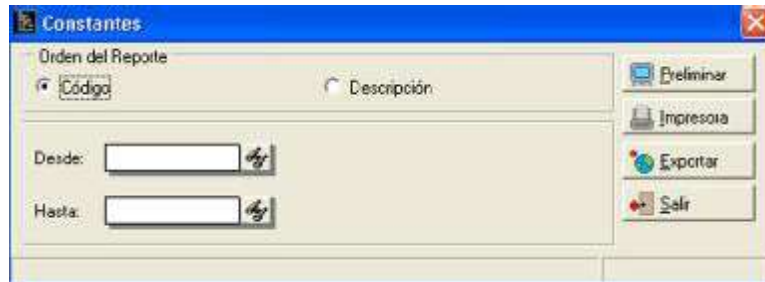 Constantes
Orden del Reporte
Código
Descripción
Desde:
Hasta:
Preliminar
Impresora
Exportar
Salir